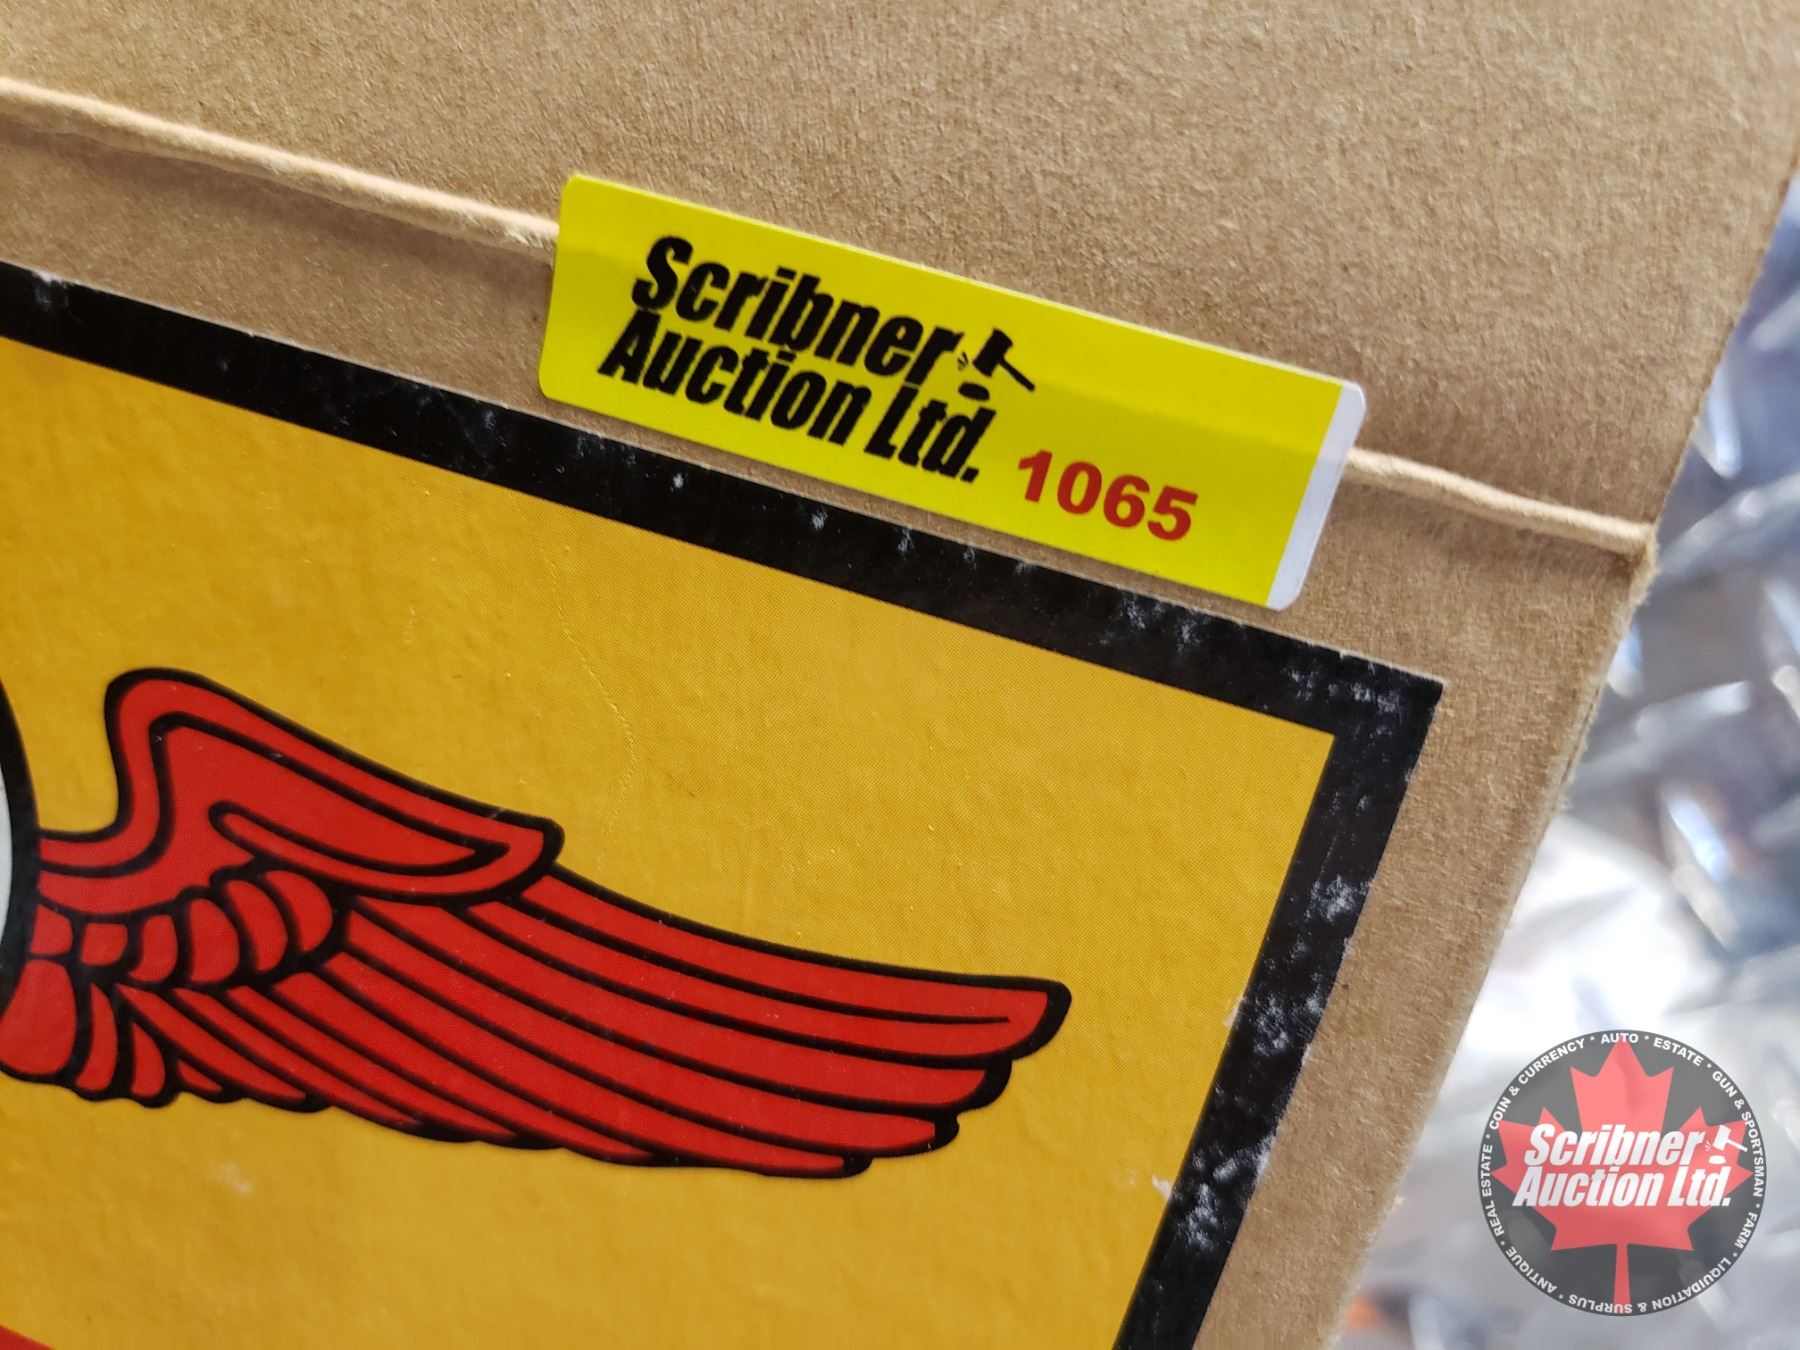 Scribner
Auction Ltd.
1065
COIN & CURRENCY * AUTO * ESTATE * GUN & SPORTSMAN * FARM * LIQUIDATION & SURPLUS * ANTIQUE * REAL ESTATE *
Scribner
Auction Ltd.